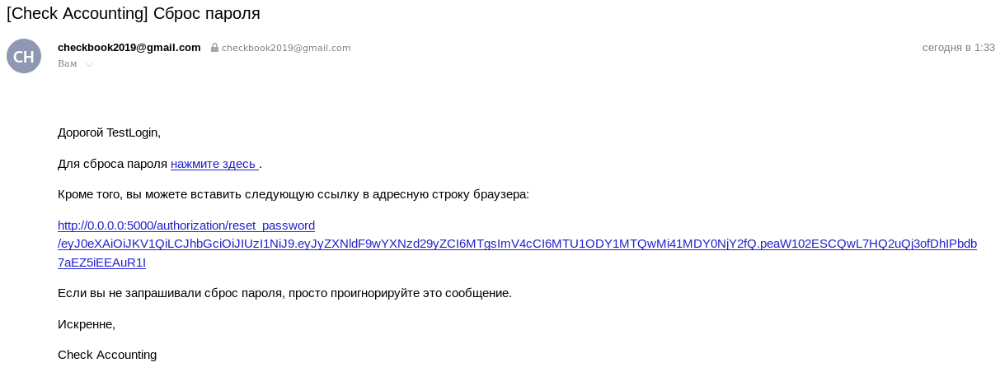 [Check Accounting] Сброс пароля
CH
checkbook2019@gmail.com checkbook2019@gmail.com
сегодня в 1:33
Вам
Дорогой TestLogin,
Для сброса пароля нажмите здесь .
Кроме того, вы можете вставить следующую ссылку в адресную строку браузера:
http://0.0.0.0:5000/authorization/reset_password
/eyJ0eXAiOiJKV1QiLCJhbGciOiJIUzI1NiJ9.eyJyZXNldF9wYXNzd29yZCI6MTgsImV4cCI6MTU1ODY1MTQwMi41MDY0NjY2fQ.peaW102ESCQwL7HQ2uQj3ofDhIPbdb
7aEZ5iEEAuR1I
Если вы не запрашивали сброс пароля, просто проигнорируйте это сообщение.
Искренне,
Check Accounting